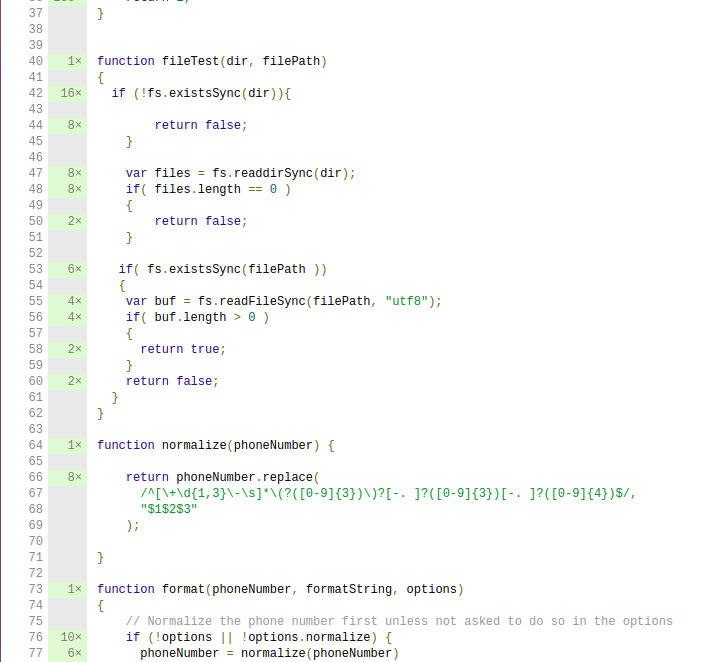 37 }
38
39
40 1× function fileTest(dir, filePath)
41 {
42 16× if (!fs.existsSync(dir)){
43
44 8× return false;
45 }
46
47 8× var files = fs.readdirSync(dir);
48 8× if( files.length == 0 )
49 {
50 2× return false;
51 }
52
53 6× if( fs.existsSync(filePath ))
54 {
55 4× var buf = fs.readFileSync(filePath, "utf8");
56 4× if( buf.length > 0 )
57 {
58 2× return true;
59 }
60 2× return false;
61 }
62 }
63
64 1× function normalize(phoneNumber) {
65
66 8× return phoneNumber.replace(
67 /^[\+\d{1,3}\-\s]*\(?([0-9]{3})\)?[-. ]?([0-9]{3})[-. ]?([0-9]{4})$/,
68 "$1$2$3"
69 );
70
71 }
72
73 1× function format(phoneNumber, formatString, options)
74 {
75 // Normalize the phone number first unless not asked to do so in the options
76 10× if (!options || !options.normalize) {
77 6× phoneNumber = normalize(phoneNumber)